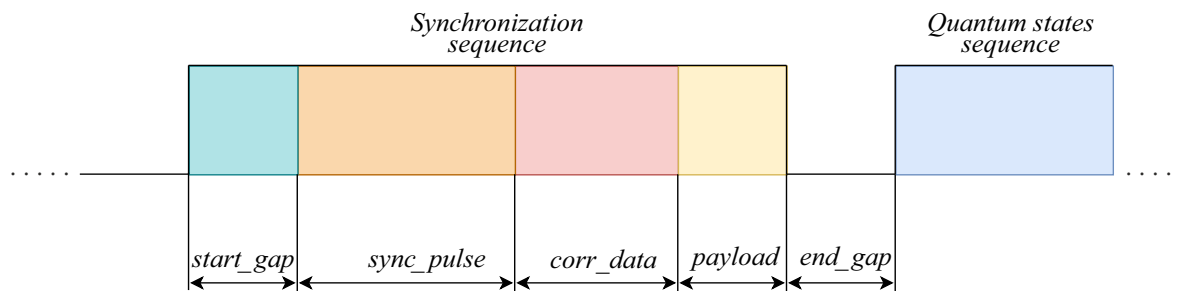 Synchronization
sequence
Quantum states
sequence
start_gap
sync_pulse
corr_data
payload
end_gap